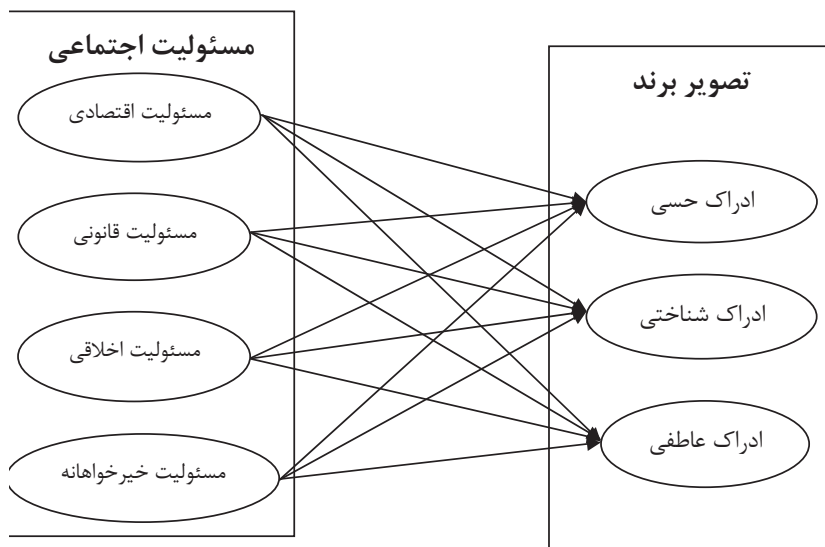 مسئولیت اجتماعی
مسئولیت اقتصادی
مسئولیت قانونی
مسئولیت اخلاقی
مسئولیت خیرخواهانه
تصویر برند
ادراک حسی
ادراک شناختی
ادراک عاطفی